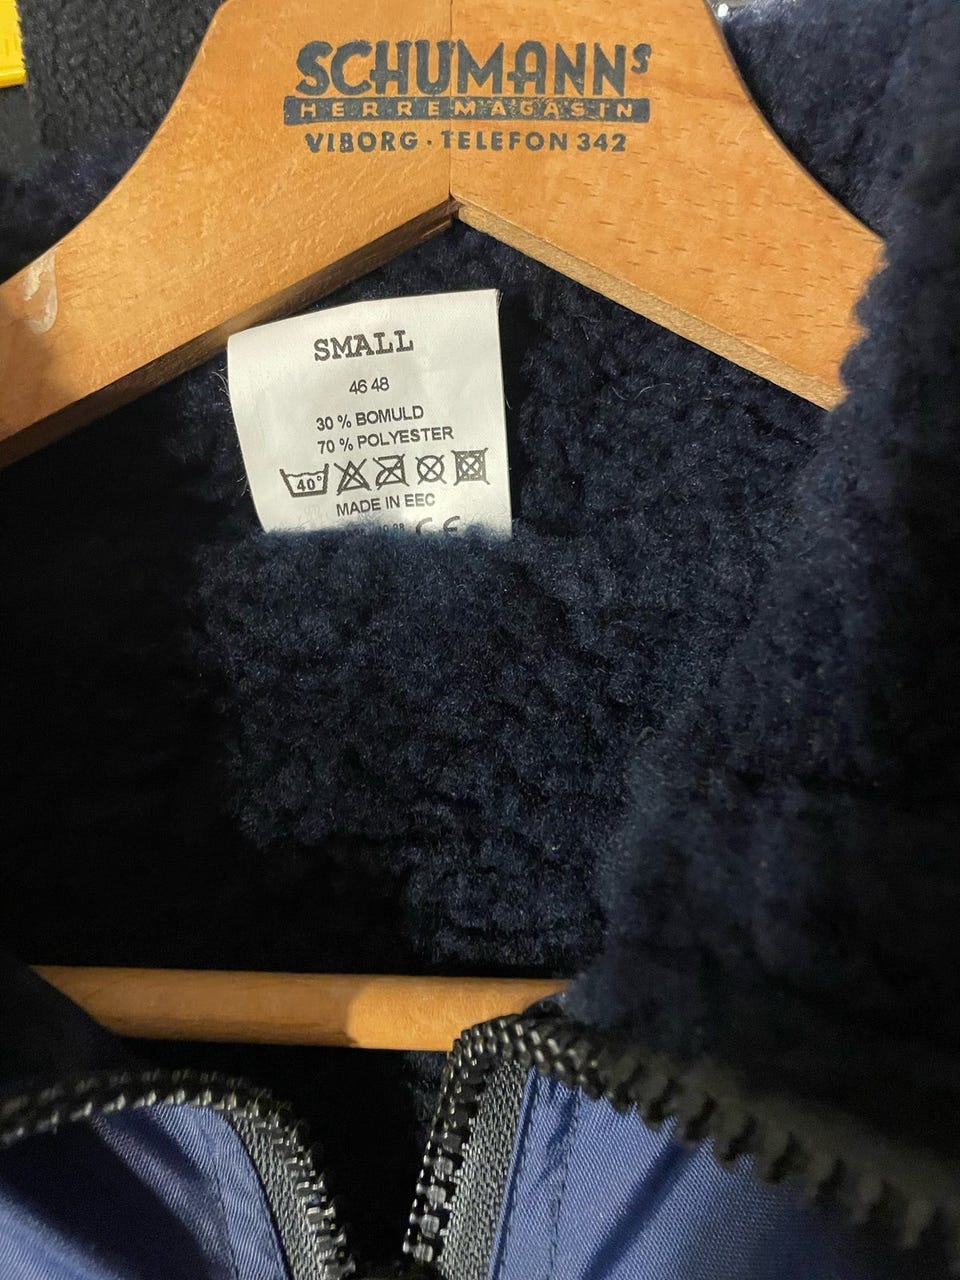 SCHUMANNS
HERREMAGASIN
VIBORG · TELEFON 342
SMALL
46 48
30 % BOMULD
70 % POLYESTER
40°
MADE IN EEC
CE